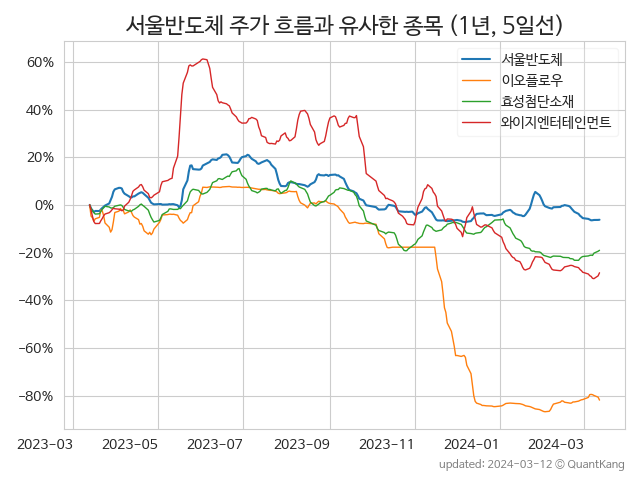 서울반도체 주가 흐름과 유사한 종목 (1년, 5일선)
서울반도체
이오플로우
효성첨단소재
와이지엔터테인먼트
60%
40%
20%
0%
−20%
−40%
−60%
−80%
2023-03 2023-05 2023-07 2023-09 2023-11 2024-01 2024-03
updated: 2024-03-12 © QuantKang